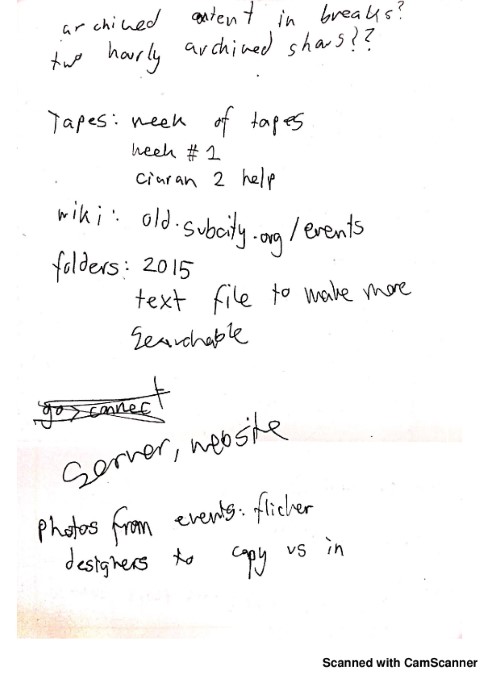 archived content in breaks?
two hourly archived shows??
Tapes: week of tapes
week #1
ciaran 2 help
wiki: old.subcity.org/events
folders: 2015
text file to make more
searchable
go > connect
Server, website
photos from events: flicker
designers to copy us in
Scanned with CamScanner